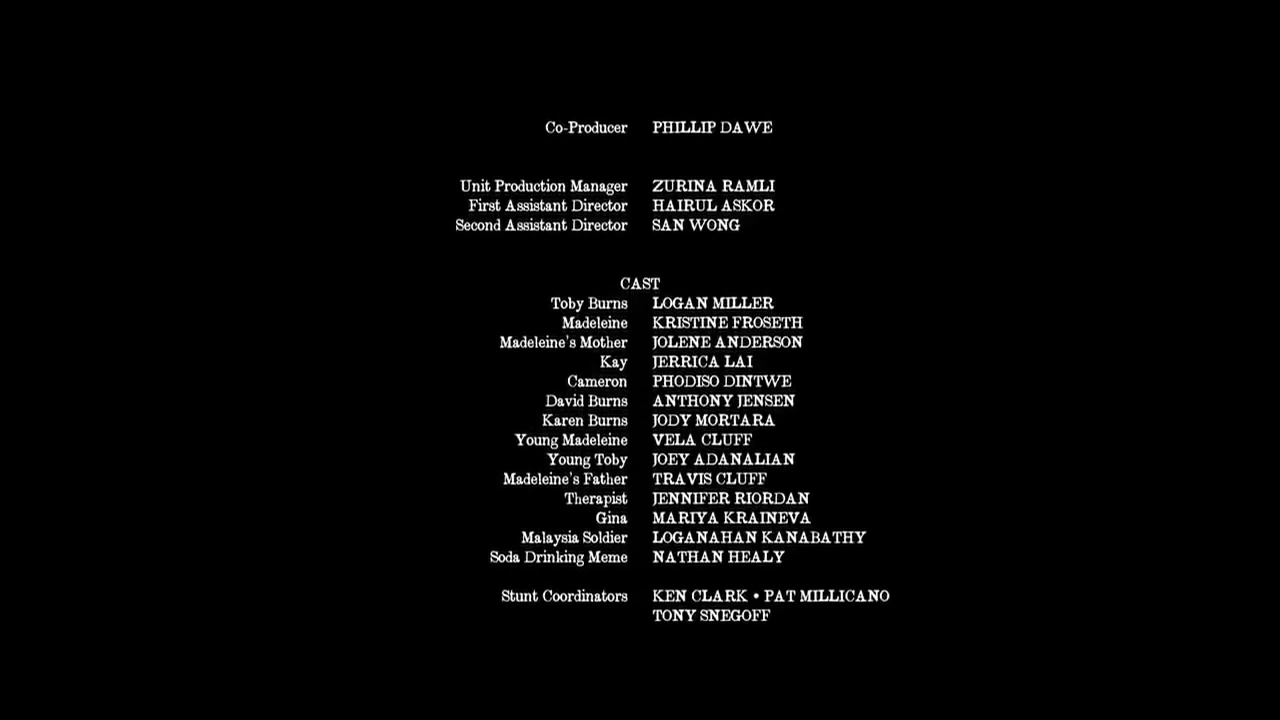 Co-Producer PHILLIP DAWE
Unit Production Manager ZURINA RAMLI
First Assistant Director HAIRUL ASKOR
Second Assistant Director SAN WONG
CAST
Toby Burns LOGAN MILLER
Madeleine KRISTINE FROSETH
Madeleine's Mother JOLENE ANDERSON
Kay JERRICA LAI
Cameron PHODISO DINTWE
David Burns ANTHONY JENSEN
Karen Burns JODY MORTARA
Young Madeleine VELA CLUFF
Young Toby JOEY ADANALIAN
Madeleine's Father TRAVIS CLUFF
Therapist JENNIFER RIORDAN
Gina MARIYA KRAINEVA
Malaysia Soldier LOGANAHAN KANABATHY
Soda Drinking Meme NATHAN HEALY
Stunt Coordinators KEN CLARK • PAT MILLICANO
TONY SNEGOFF